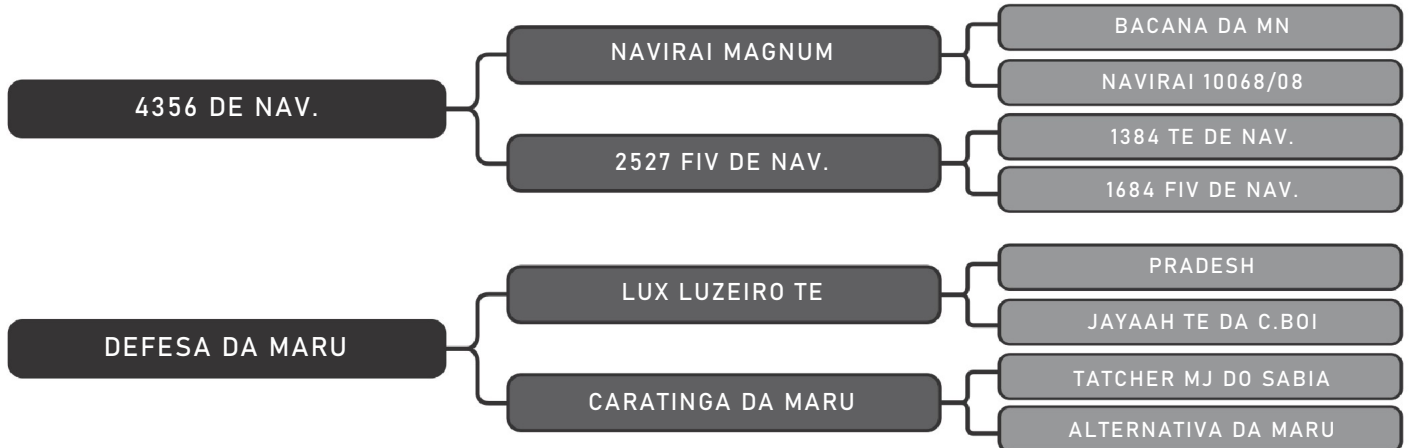 4356 DE NAV.
NAVIRAI MAGNUM
BACANA DA MN
NAVIRAI 10068/08
2527 FIV DE NAV.
1384 TE DE NAV.
1684 FIV DE NAV.
DEFESA DA MARU
LUX LUZEIRO TE
PRADESH
JAYAAH TE DA C.BOI
CARATINGA DA MARU
TATCHER MJ DO SABIA
ALTERNATIVA DA MARU